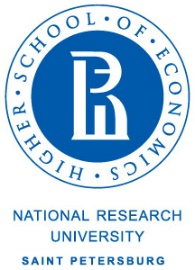 HIGHER · SCHOOL · OF · ECONOMICS ·
NATIONAL RESEARCH
UNIVERSITY
SAINT PETERSBURG